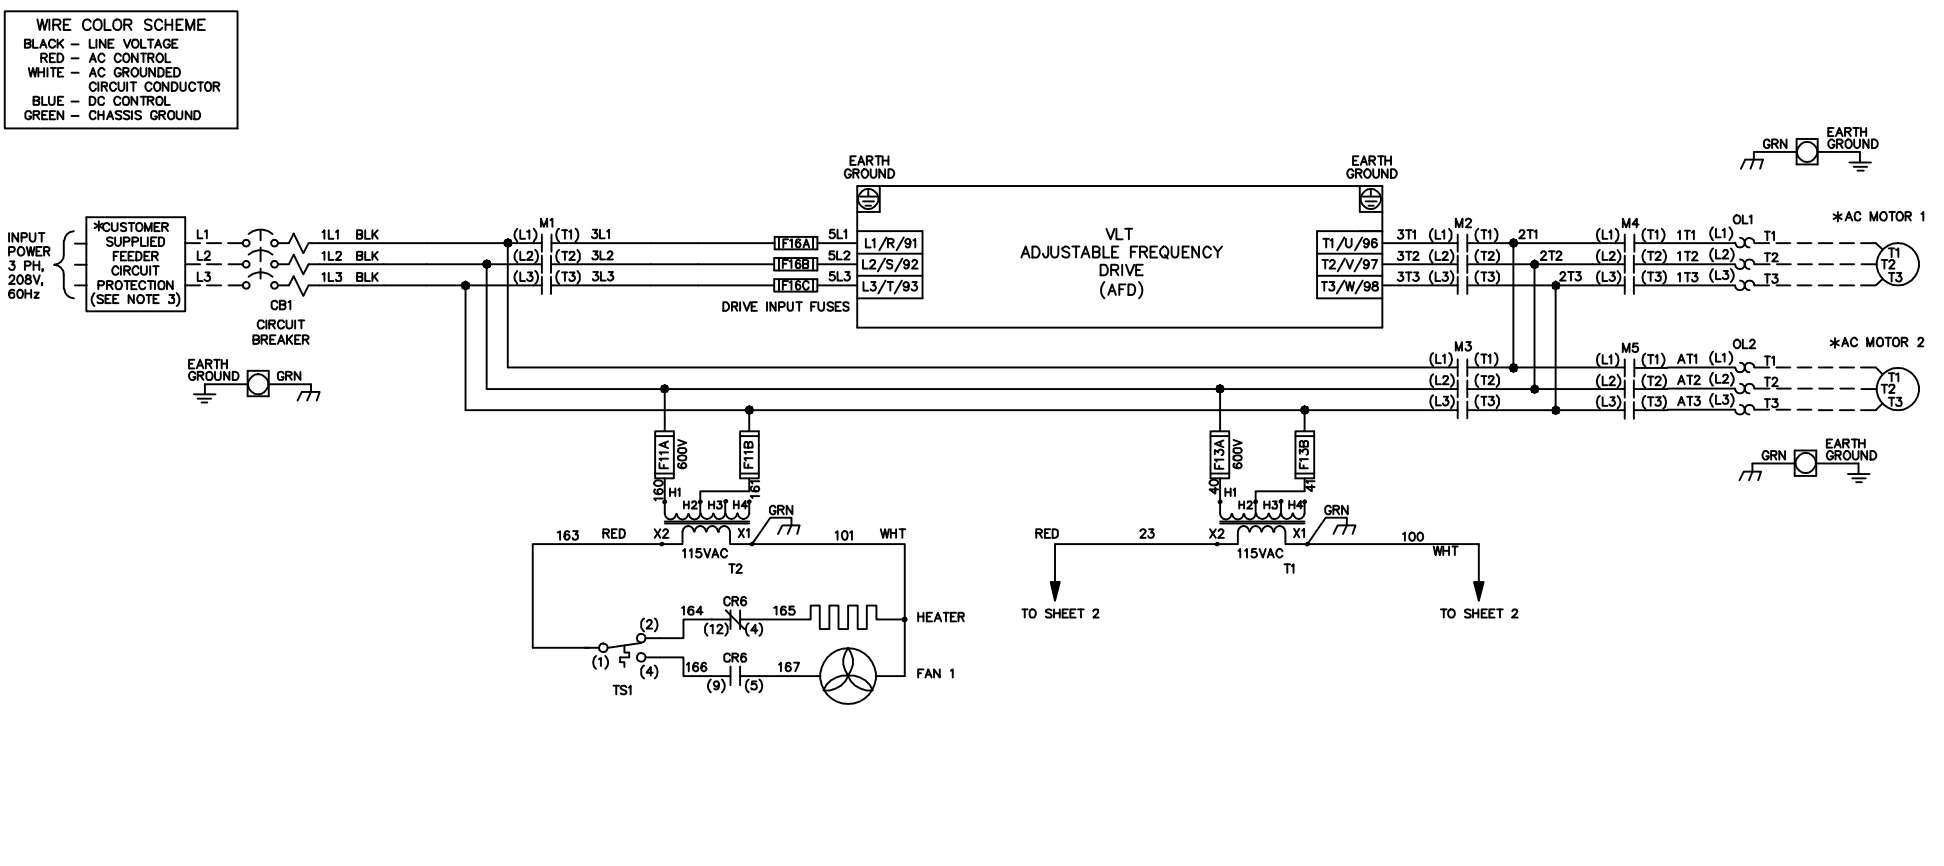 WIRE COLOR SCHEME
BLACK – LINE VOLTAGE
RED – AC CONTROL
WHITE – AC GROUNDED
CIRCUIT CONDUCTOR
BLUE – DC CONTROL
GREEN – CHASSIS GROUND
GRN
EARTH
GROUND
EARTH
GROUND
EARTH
GROUND
INPUT
POWER
3 PH,
208V,
60Hz
*CUSTOMER
SUPPLIED
FEEDER
CIRCUIT
PROTECTION
(SEE NOTE 3)
L1
L2
L3
CB1
CIRCUIT
BREAKER
1L1 BLK
1L2 BLK
1L3 BLK
M1
(L1) (T1) 3L1
(L2) (T2) 3L2
(L3) (T3) 3L3
F16A
F16B
F16C
DRIVE INPUT FUSES
5L1
5L2
5L3
L1/R/91
L2/S/92
L3/T/93
VLT
ADJUSTABLE FREQUENCY
DRIVE
(AFD)
T1/U/96
T2/V/97
T3/W/98
3T1 (L1)
3T2 (L2)
3T3 (L3)
M2
(T1) 2T1
(T2) 2T2
(T3) 2T3
M4
(L1) (T1) 1T1 (L1)
(L2) (T2) 1T2 (L2)
(L3) (T3) 1T3 (L3)
OL1
T1
T2
T3
*AC MOTOR 1
T1
T2
T3
EARTH
GROUND
GRN
M3
(L1) (T1)
(L2) (T2)
(L3) (T3)
M5
(L1) (T1) AT1 (L1)
(L2) (T2) AT2 (L2)
(L3) (T3) AT3 (L3)
OL2
T1
T2
T3
*AC MOTOR 2
T1
T2
T3
GRN
EARTH
GROUND
F11A
600V
F11B
160
161
H1
H2 H3 H4
GRN
163 RED X2 X1 101 WHT
115VAC
T2
F13A
600V
F13B
40
41
H1
H2 H3 H4
GRN
RED 23 X2 X1 100
WHT
115VAC
T1
TO SHEET 2
TO SHEET 2
164 CR6 165
(12) (4)
HEATER
(2)
(1)
(4)
TS1
166 CR6 167
(9) (5)
FAN 1